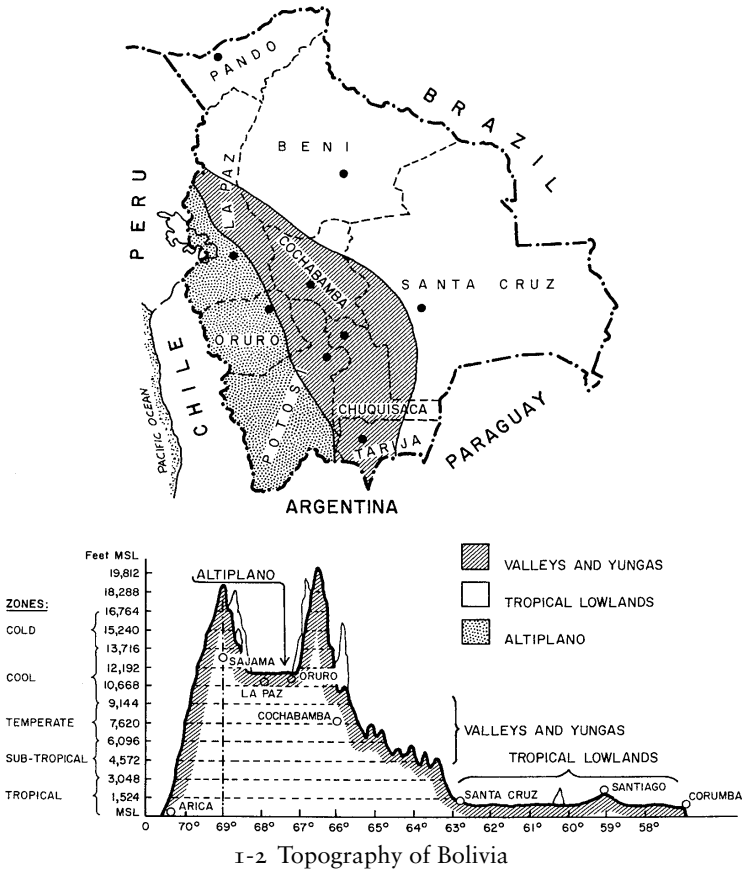 PANDO
BRAZIL
BENI
LA PAZ
PERU
COCHABAMBA
SANTA CRUZ
ORURO
CHILE
PACIFIC OCEAN
POTOSI
CHUQUISACA
TARIJA
PARAGUAY
ARGENTINA
VALLEYS AND YUNGAS
TROPICAL LOWLANDS
ALTIPLANO
Feet MSL
19,812
18,288
16,764
15,240
13,716
12,192
10,668
9,144
7,620
6,096
4,572
3,048
1,524
MSL
ZONES:
COLD
COOL
TEMPERATE
SUB-TROPICAL
TROPICAL
ALTIPLANO
SAJAMA
LA PAZ
ORURO
COCHABAMBA
VALLEYS AND YUNGAS
TROPICAL LOWLANDS
ARICA
SANTA CRUZ
SANTIAGO
CORUMBA
0 70° 69° 68° 67° 66° 65° 64° 63° 62° 61° 60° 59° 58°
1-2 Topography of Bolivia